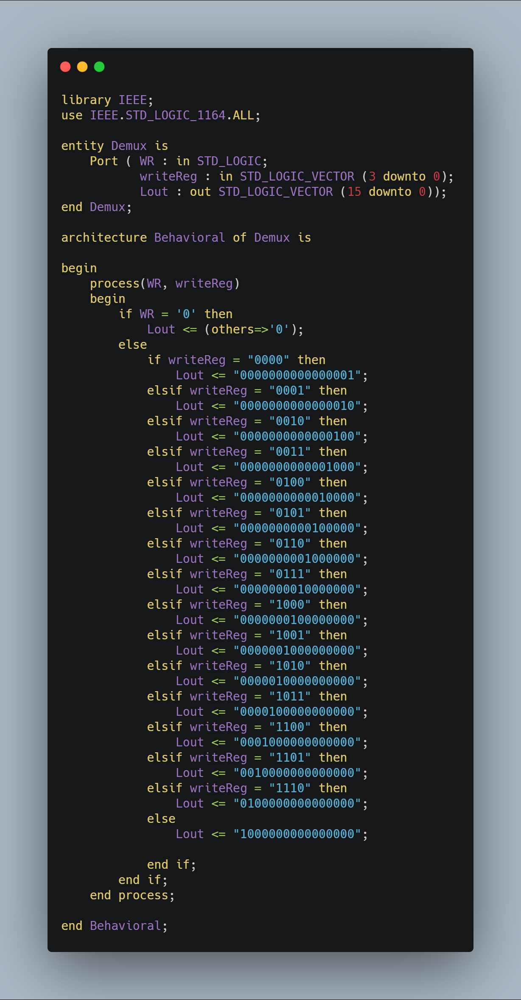 library IEEE;
use IEEE.STD_LOGIC_1164.ALL;

entity Demux is
    Port ( WR : in STD_LOGIC;
           writeReg : in STD_LOGIC_VECTOR (3 downto 0);
           Lout : out STD_LOGIC_VECTOR (15 downto 0));
end Demux;

architecture Behavioral of Demux is

begin
    process(WR, writeReg)
    begin
        if WR = '0' then
            Lout <= (others=>'0');
        else
            if writeReg = "0000" then
                Lout <= "0000000000000001";
            elsif writeReg = "0001" then
                Lout <= "0000000000000010";
            elsif writeReg = "0010" then
                Lout <= "0000000000000100";
            elsif writeReg = "0011" then
                Lout <= "0000000000001000";
            elsif writeReg = "0100" then
                Lout <= "0000000000010000";
            elsif writeReg = "0101" then
                Lout <= "0000000000100000";
            elsif writeReg = "0110" then
                Lout <= "0000000001000000";
            elsif writeReg = "0111" then
                Lout <= "0000000010000000";
            elsif writeReg = "1000" then
                Lout <= "0000000100000000";
            elsif writeReg = "1001" then
                Lout <= "0000001000000000";
            elsif writeReg = "1010" then
                Lout <= "0000010000000000";
            elsif writeReg = "1011" then
                Lout <= "0000100000000000";
            elsif writeReg = "1100" then
                Lout <= "0001000000000000";
            elsif writeReg = "1101" then
                Lout <= "0010000000000000";
            elsif writeReg = "1110" then
                Lout <= "0100000000000000";
            else
                Lout <= "1000000000000000";

            end if;
        end if;
    end process;

end Behavioral;